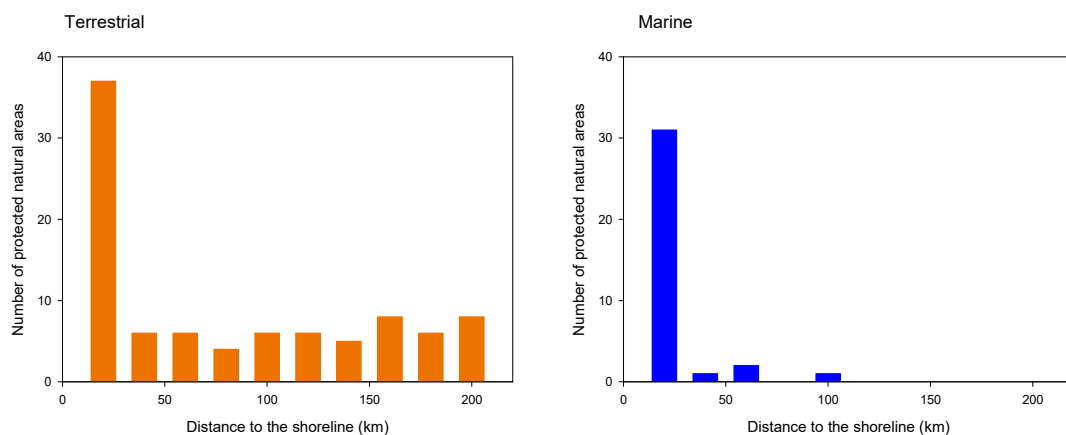 Terrestrial
Number of protected natural areas
40
30
20
10
0
0 50 100 150 200
Distance to the shoreline (km)
Marine
Number of protected natural areas
40
30
20
10
0
0 50 100 150 200
Distance to the shoreline (km)